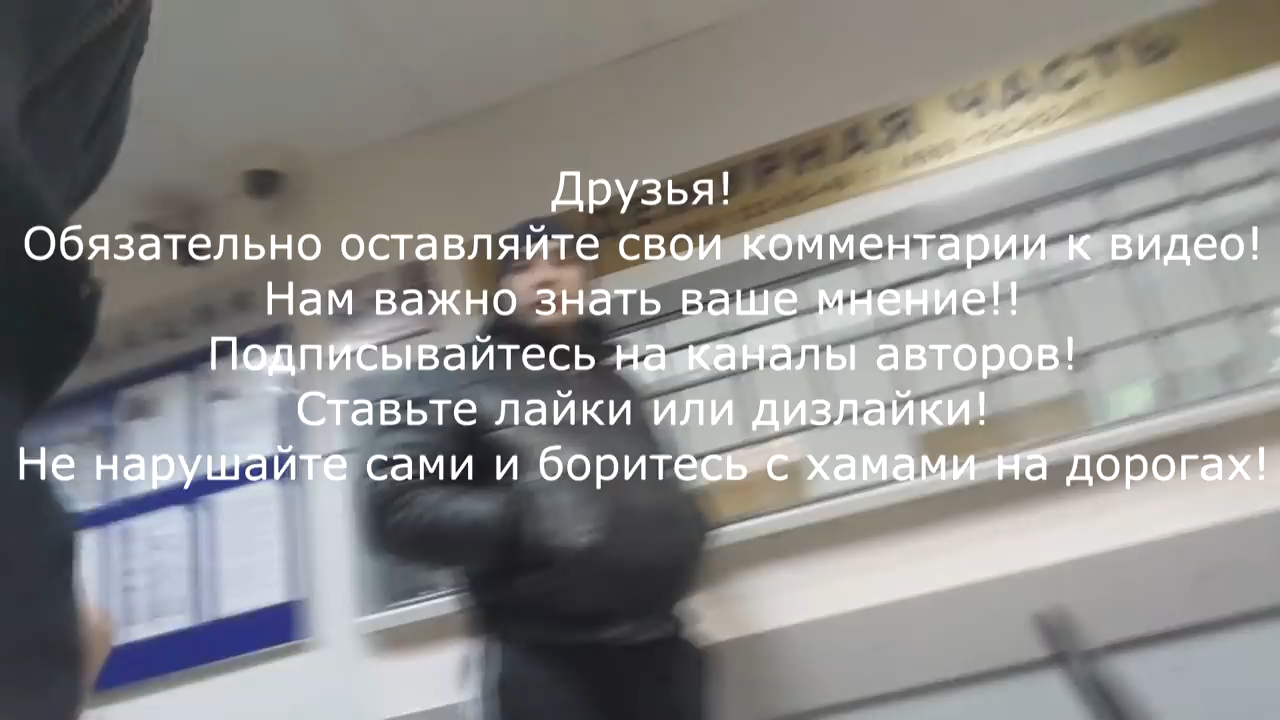 ЧАСТЬ
Друзья!
Обязательно оставляйте свои комментарии к видео!
Нам важно знать ваше мнение!!
Подписывайтесь на каналы авторов!
Ставьте лайки или дизлайки!
Не нарушайте сами и боритесь с хамами на дорогах!